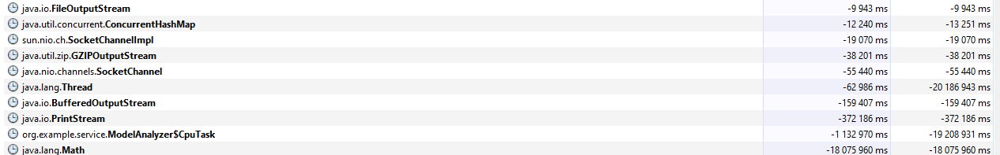 java.io.FileOutputStream -9 943 ms -9 943 ms
java.util.concurrent.ConcurrentHashMap -12 240 ms -13 251 ms
sun.nio.ch.SocketChannelImpl -19 070 ms -19 070 ms
java.util.zip.GZIPOutputStream -38 201 ms -38 201 ms
java.nio.channels.SocketChannel -55 440 ms -55 440 ms
java.lang.Thread -62 986 ms -20 186 943 ms
java.io.BufferedOutputStream -159 407 ms -159 407 ms
java.io.PrintStream -372 186 ms -372 186 ms
org.example.service.ModelAnalyzer$CpuTask -1 132 970 ms -19 208 931 ms
java.lang.Math -18 075 960 ms -18 075 960 ms